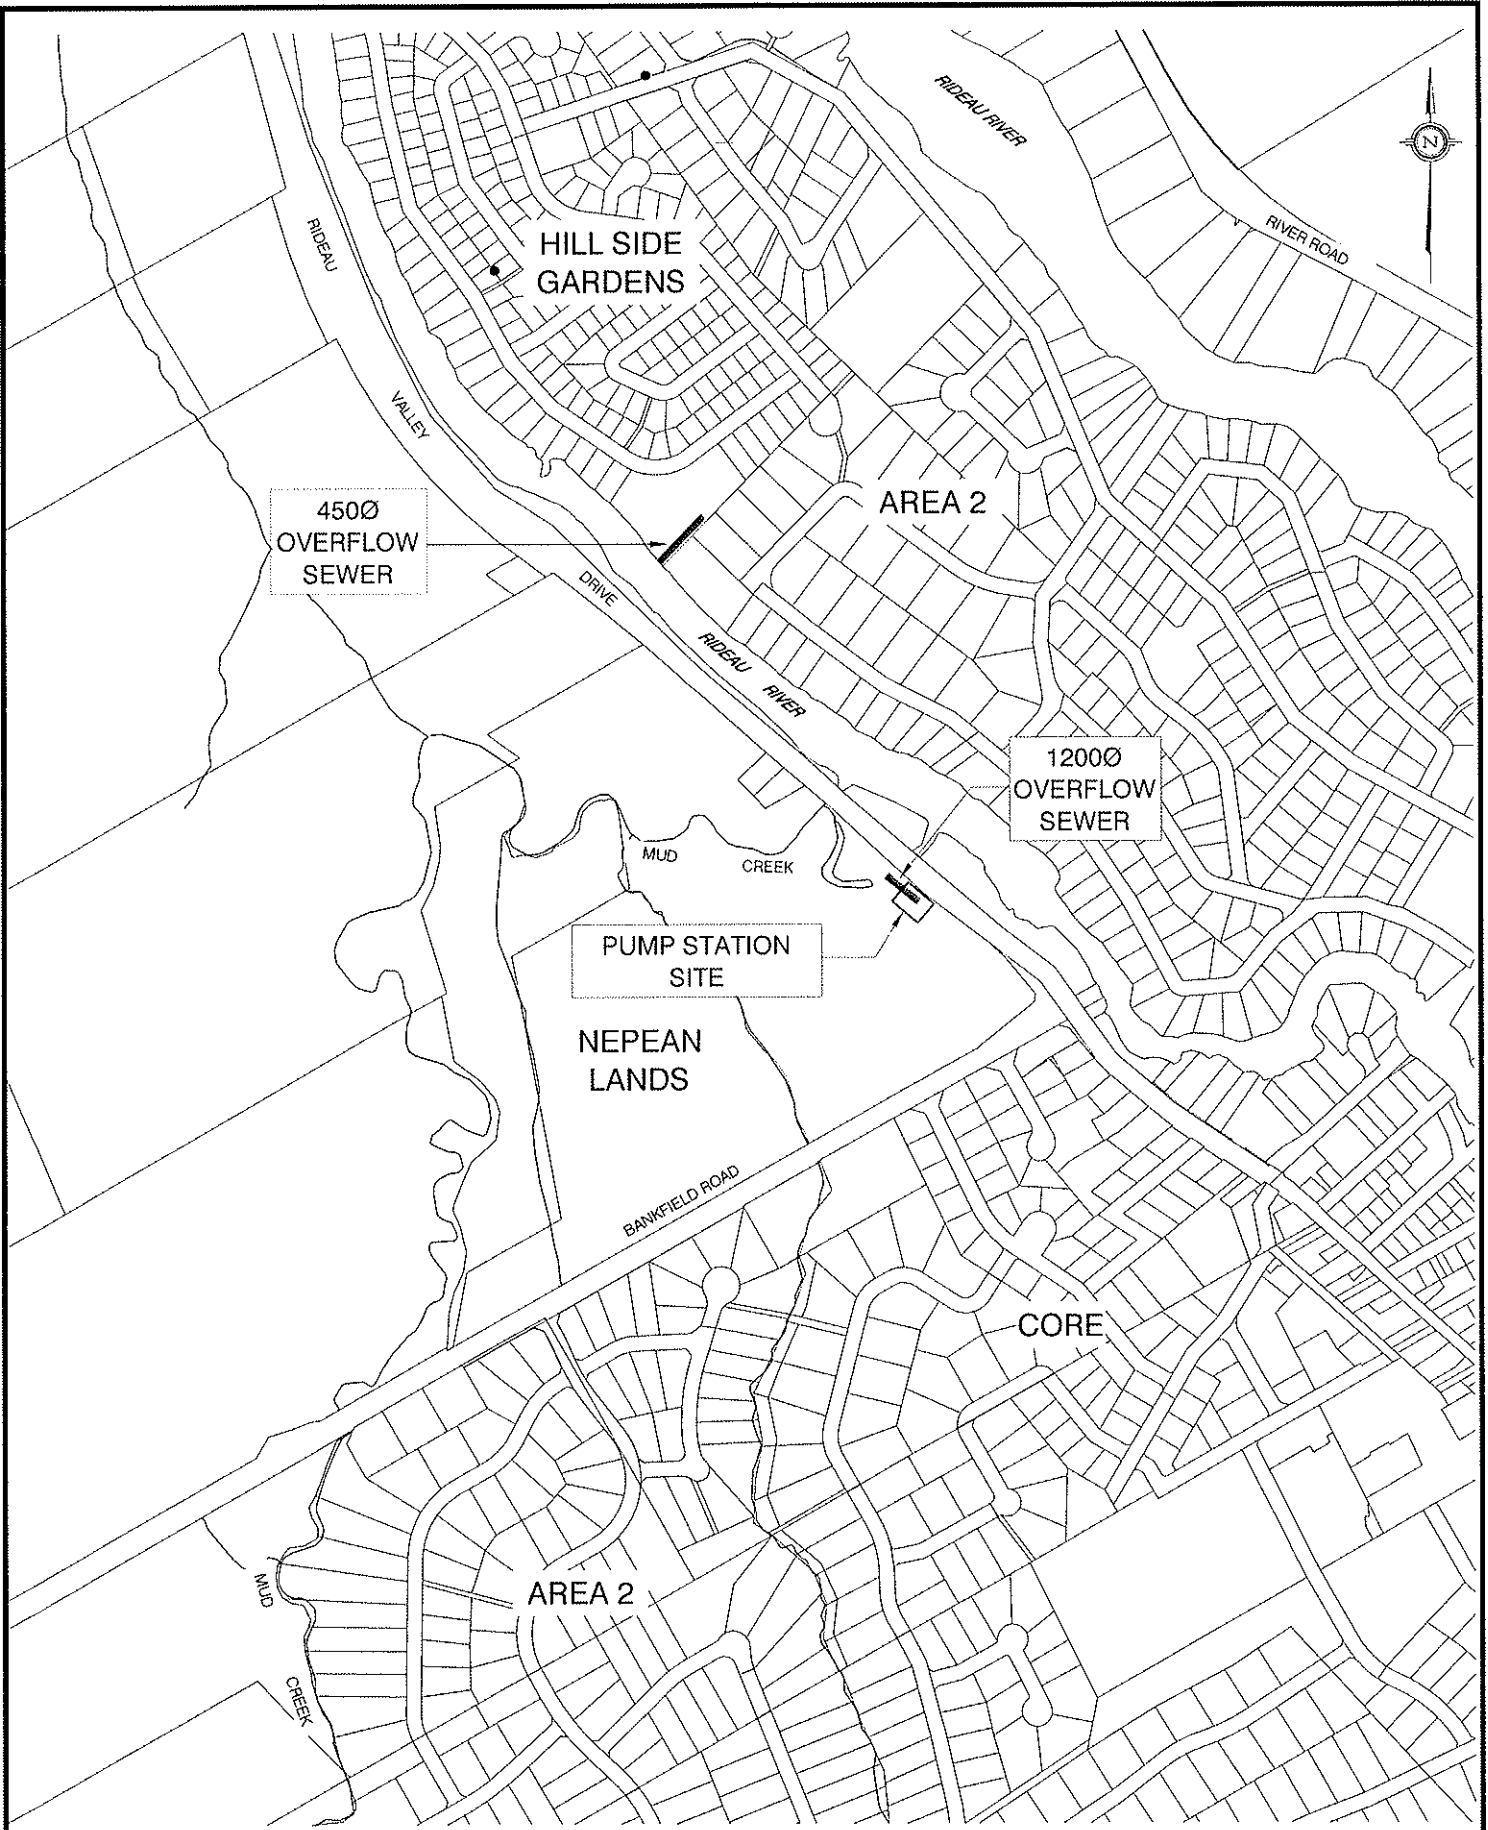 RIDEAU RIVER
N
RIVER ROAD
RIDEAU
HILL SIDE
GARDENS
VALLEY
450Ø
OVERFLOW
SEWER
AREA 2
DRIVE
RIDEAU RIVER
1200Ø
OVERFLOW
SEWER
MUD CREEK
PUMP STATION
SITE
NEPEAN
LANDS
BANKFIELD ROAD
CORE
AREA 2
MUD
CREEK